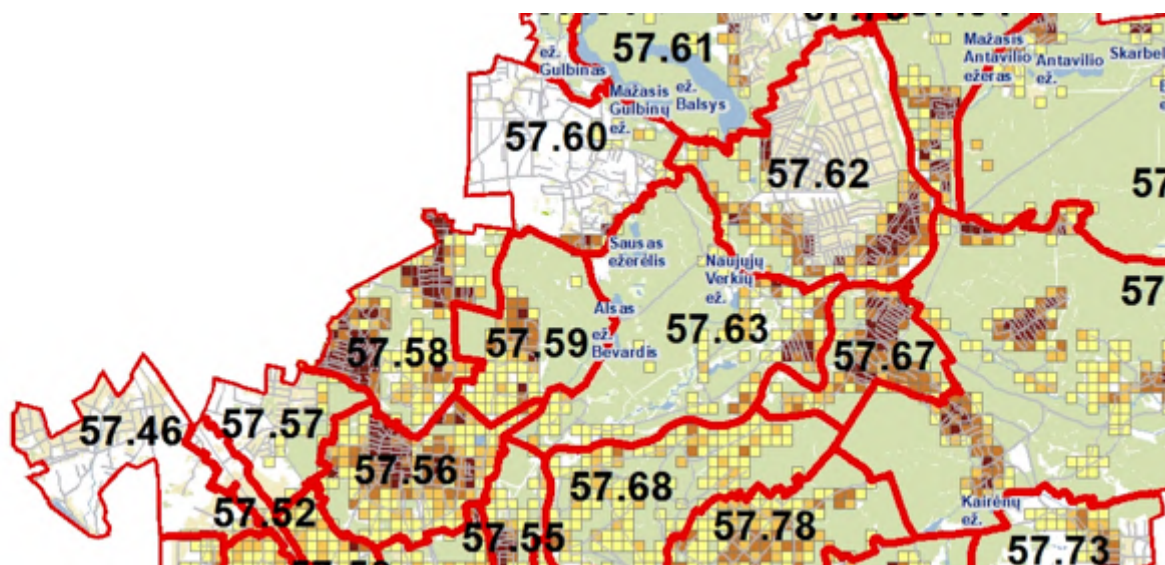 57.61
ež.
Gulbinas
Mažasis
Gulbinų
ež.
ež.
Balsys
Mažasis
Antavilio
ežeras
Antavilio
ež.
57.60
57.62
Sausas
ežerėlis
Naujųjų
Verkių
ež.
Alsas
ež.
Bevardis
57.58
57.59
57.63
57.67
57.46
57.57
57.56
57.68
57.52
57.55
57.78
Kairėnų
ež.
57.73